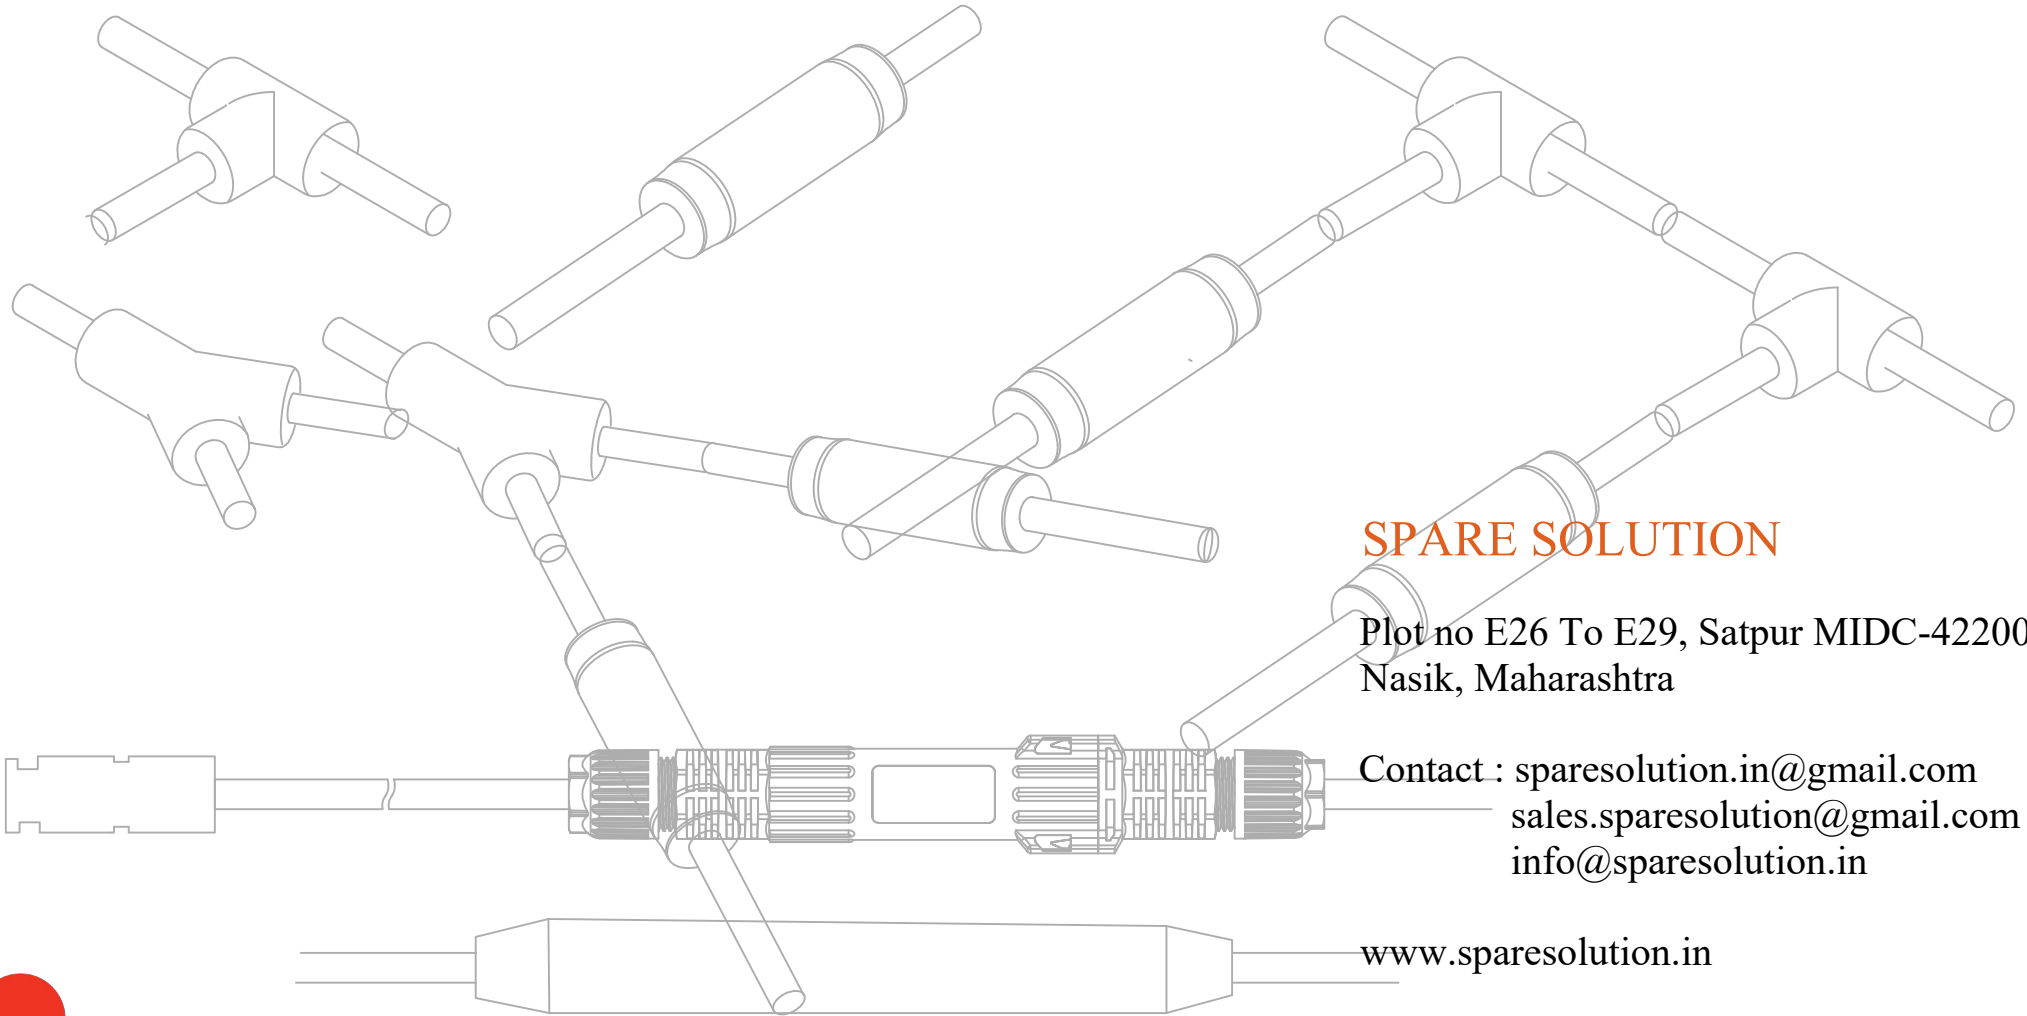 SPARE SOLUTION
Plot no E26 To E29, Satpur MIDC-42200
Nasik, Maharashtra
Contact : sparesolution.in@gmail.com
sales.sparesolution@gmail.com
info@sparesolution.in
www.sparesolution.in